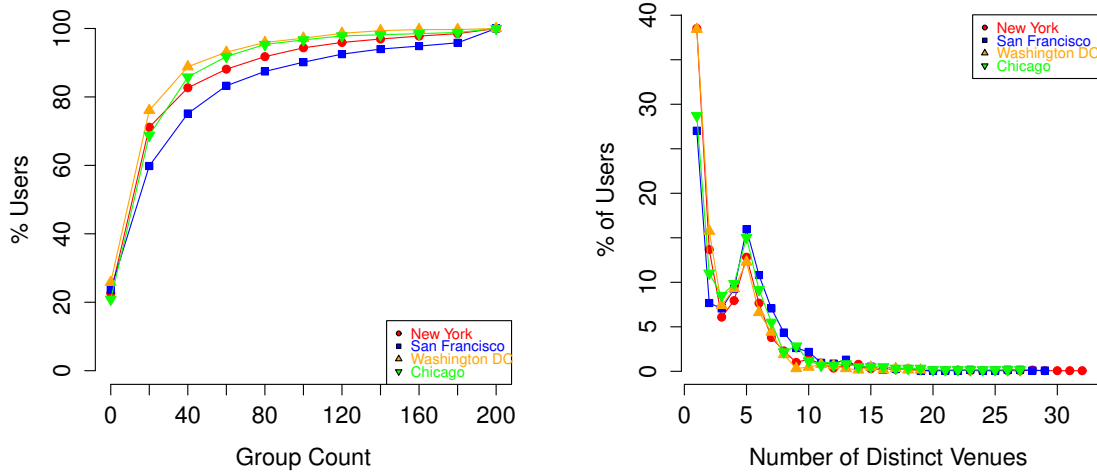 % Users
0
20
40
60
80
100
0 40 80 120 160 200
Group Count
New York
San Francisco
Washington DC
Chicago
% of Users
0
5
10
20
30
40
0 5 10 15 20 25 30
Number of Distinct Venues
New York
San Francisco
Washington DC
Chicago